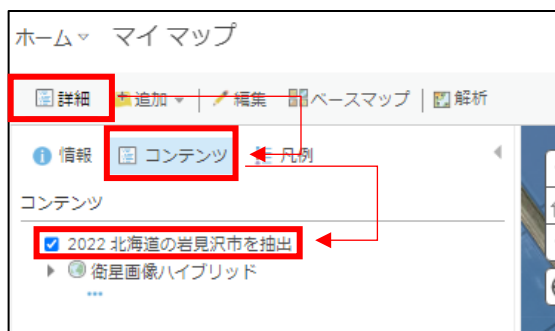 ホーム マイ マップ
詳細 追加 編集 ベースマップ 解析
情報 コンテンツ 凡例
コンテンツ
2022 北海道の岩見沢市を抽出
衛星画像ハイブリッド